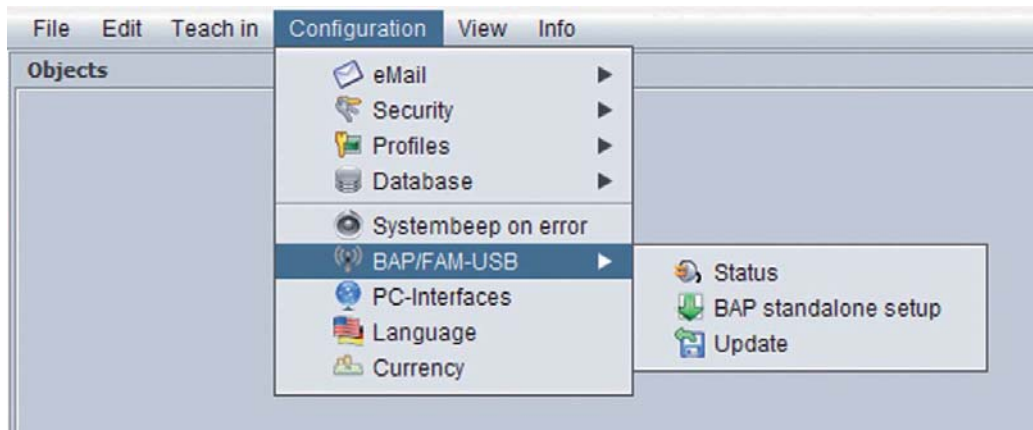 File Edit Teach in Configuration View Info
Objects
eMail
Security
Profiles
Database
Systembeep on error
BAP/FAM-USB
PC-Interfaces
Language
Currency
Status
BAP standalone setup
Update